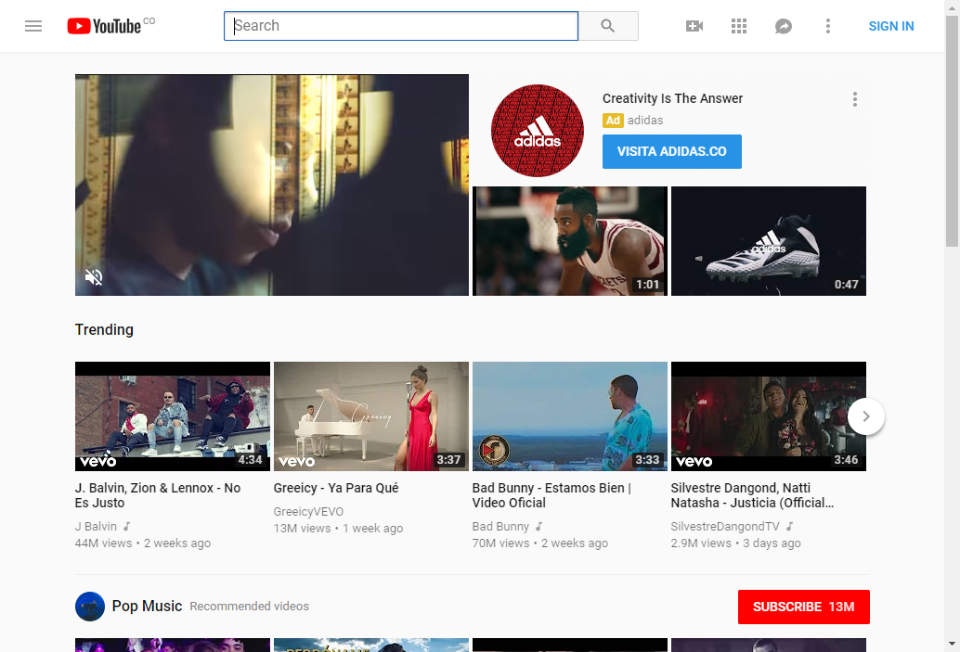 YouTube CO
Search
SIGN IN
Creativity Is The Answer
Ad adidas
VISITA ADIDAS.CO
adidas
adidas
1:01
0:47
Trending
vevo 4:34
Greeicy
vevo 3:37
3:33
vevo 3:46
J. Balvin, Zion & Lennox - No
Es Justo
J Balvin
44M views • 2 weeks ago
Greeicy - Ya Para Qué
GreeicyVEVO
13M views • 1 week ago
Bad Bunny - Estamos Bien |
Video Oficial
Bad Bunny
70M views • 2 weeks ago
Silvestre Dangond, Natti
Natasha - Justicia (Official...
SilvestreDangondTV
2.9M views • 3 days ago
Pop Music Recommended videos
SUBSCRIBE 13M